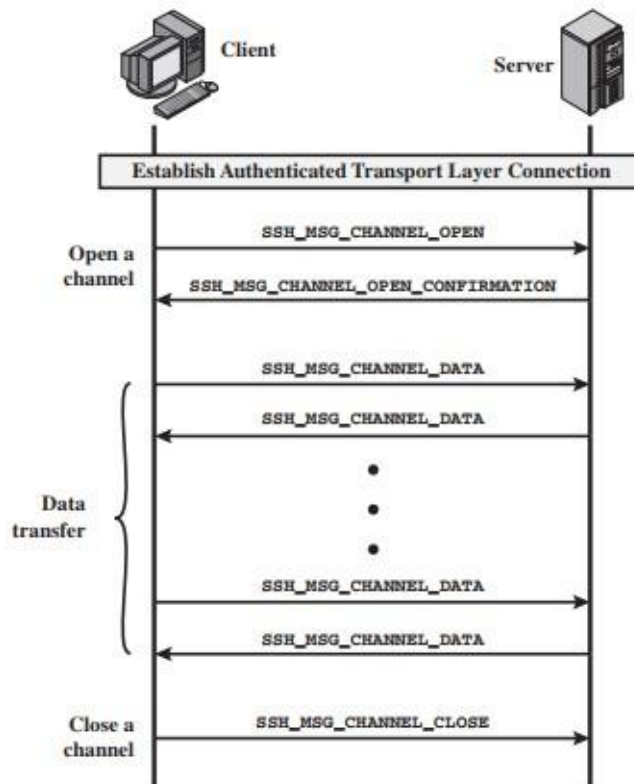 Client
Server
Establish Authenticated Transport Layer Connection
SSH_MSG_CHANNEL_OPEN
Open a
channel
SSH_MSG_CHANNEL_OPEN_CONFIRMATION
SSH_MSG_CHANNEL_DATA
SSH_MSG_CHANNEL_DATA
Data
transfer
SSH_MSG_CHANNEL_DATA
SSH_MSG_CHANNEL_DATA
Close a
channel
SSH_MSG_CHANNEL_CLOSE